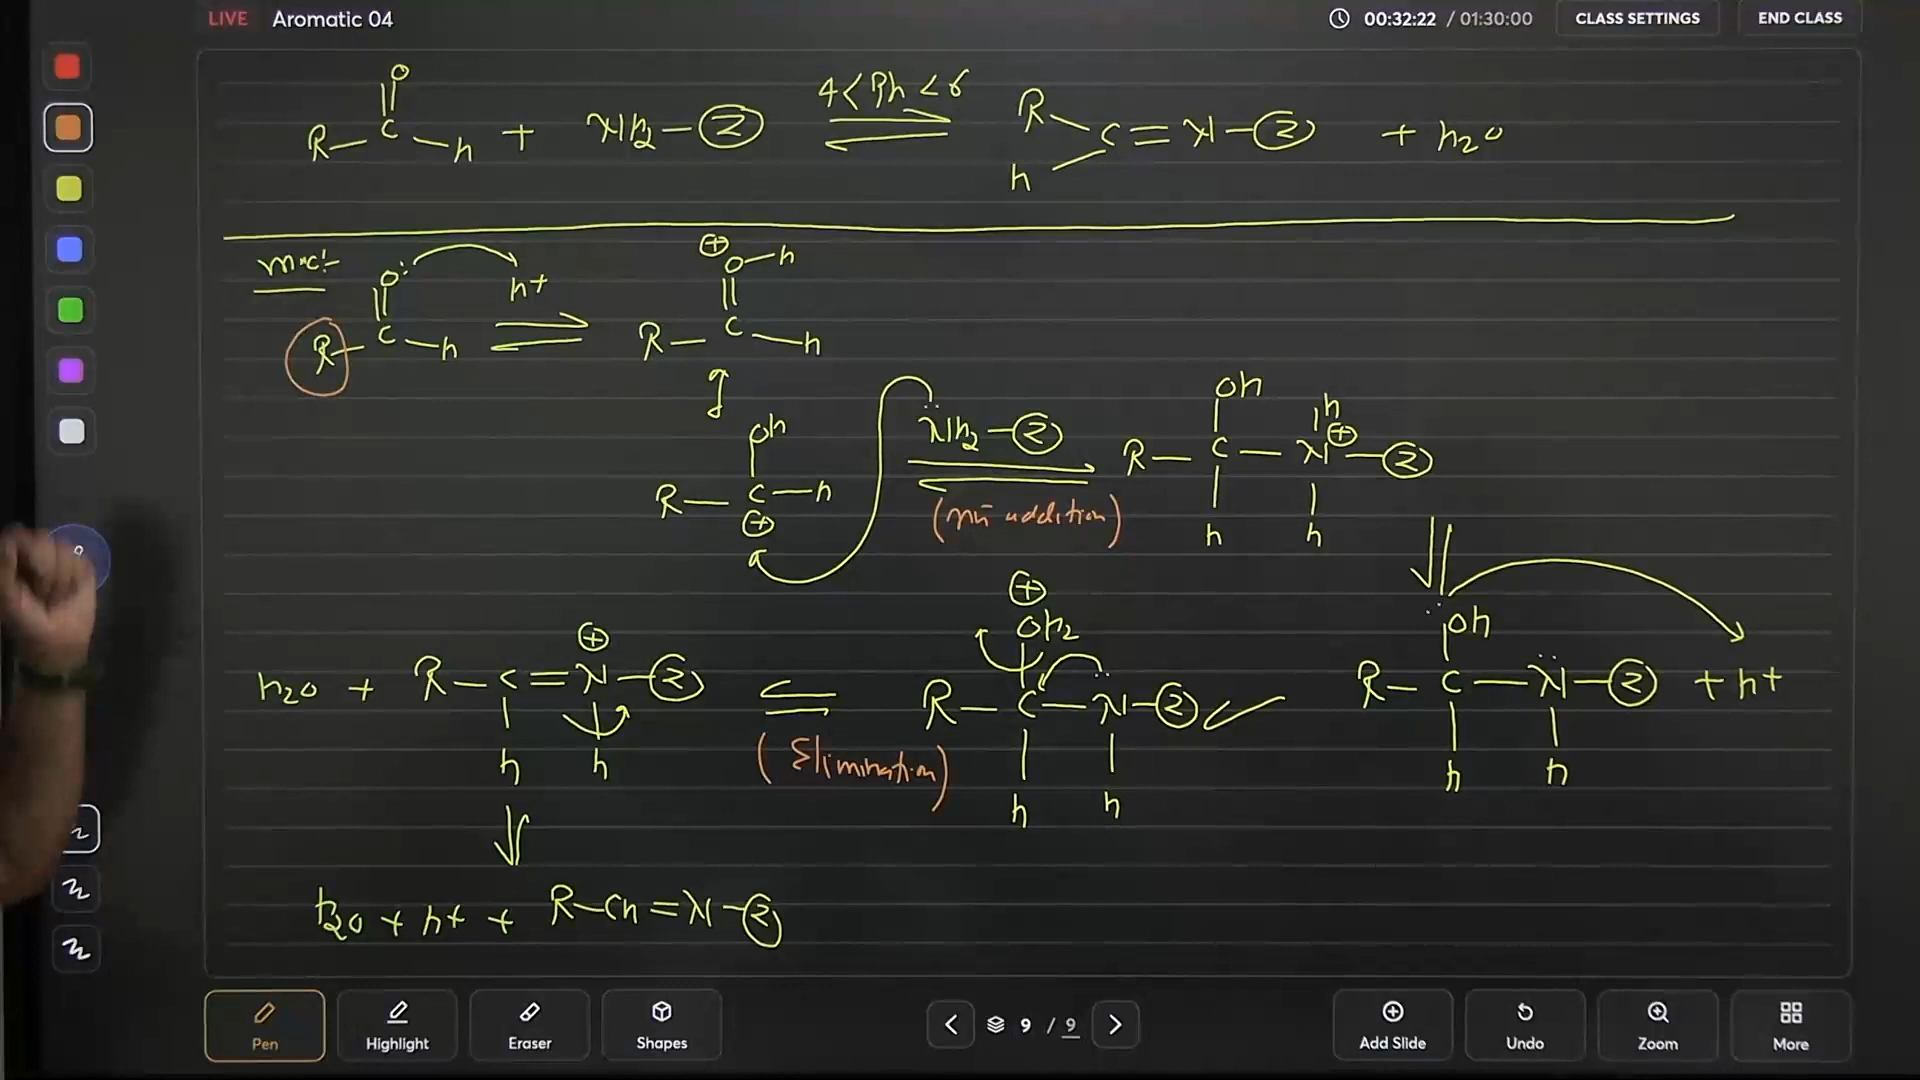 LIVE Aromatic 04 00:32:22 / 01:30:00 CLASS SETTINGS END CLASS
O
R—C—h + NH2—Z 4<Ph<6 R C=N—Z + h2O
h
m·c:-
O: h+ ⊕ O—h
R—C—h R—C—h
Oh NH2—Z Oh h
R—C—h R—C—N⊕—Z
⊕ addition) h h
⊕ OH2 Oh
h2O + R—C=N⊕—Z R—C—N—Z R—C—N—Z + h+
h h (Elimination) h h h h
h2O + h+ + R—Ch=N—Z
Pen Highlight Eraser Shapes 9 / 9 Add Slide Undo Zoom More